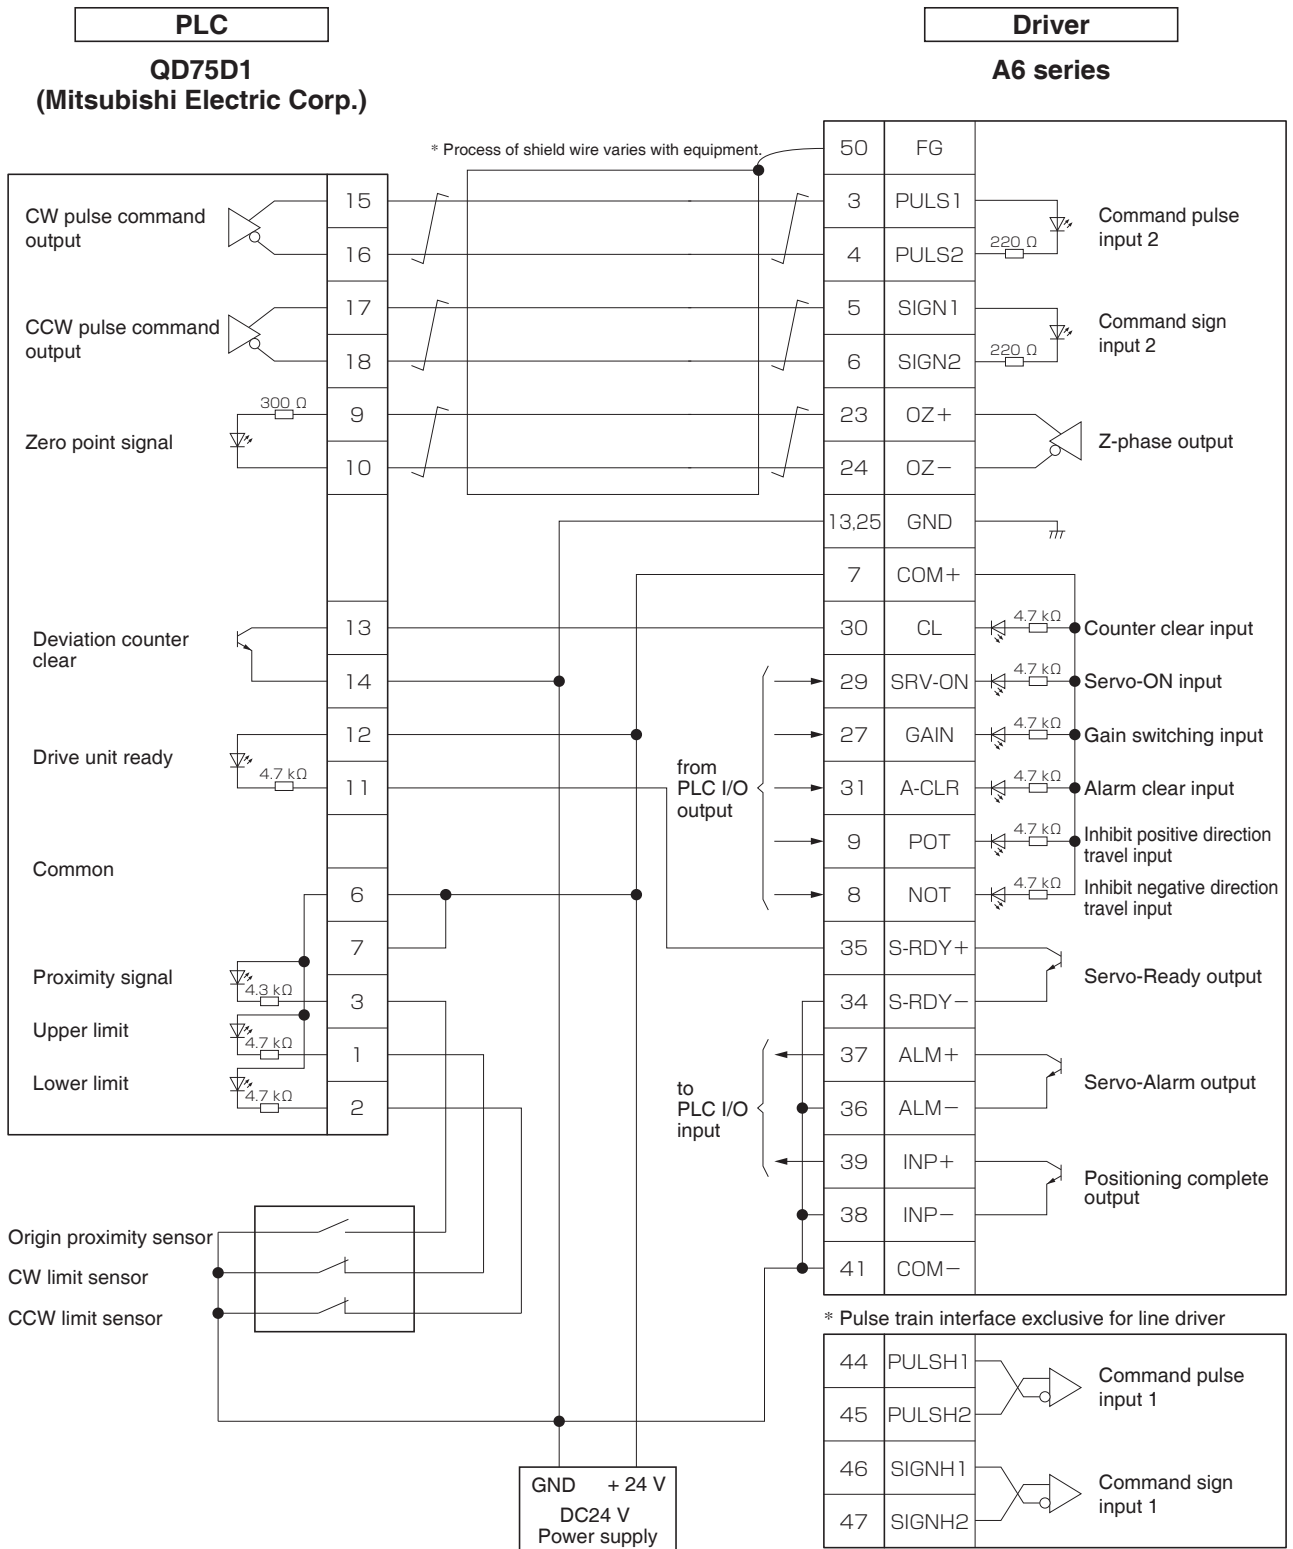 PLC
Driver
QD75D1
(Mitsubishi Electric Corp.)
A6 series
* Process of shield wire varies with equipment.
50 FG
CW pulse command
output
15
16
3 PULS1
4 PULS2
220 Ω
Command pulse
input 2
CCW pulse command
output
17
18
5 SIGN1
6 SIGN2
220 Ω
Command sign
input 2
Zero point signal
300 Ω
9
10
23 OZ+
24 OZ−
Z-phase output
13,25 GND
7 COM+
Deviation counter
clear
13
14
30 CL 4.7 kΩ Counter clear input
29 SRV-ON 4.7 kΩ Servo-ON input
Drive unit ready
4.7 kΩ
12
11
from
PLC I/O
output
27 GAIN 4.7 kΩ Gain switching input
31 A-CLR 4.7 kΩ Alarm clear input
9 POT 4.7 kΩ Inhibit positive direction
travel input
8 NOT 4.7 kΩ Inhibit negative direction
travel input
Common
6
7
35 S-RDY+
34 S-RDY−
Servo-Ready output
Proximity signal
4.3 kΩ
3
Upper limit
4.7 kΩ
1
Lower limit
4.7 kΩ
2
to
PLC I/O
input
37 ALM+
36 ALM−
Servo-Alarm output
39 INP+
38 INP−
Positioning complete
output
41 COM−
Origin proximity sensor
CW limit sensor
CCW limit sensor
* Pulse train interface exclusive for line driver
44 PULSH1
45 PULSH2
Command pulse
input 1
46 SIGNH1
47 SIGNH2
Command sign
input 1
GND + 24 V
DC24 V
Power supply